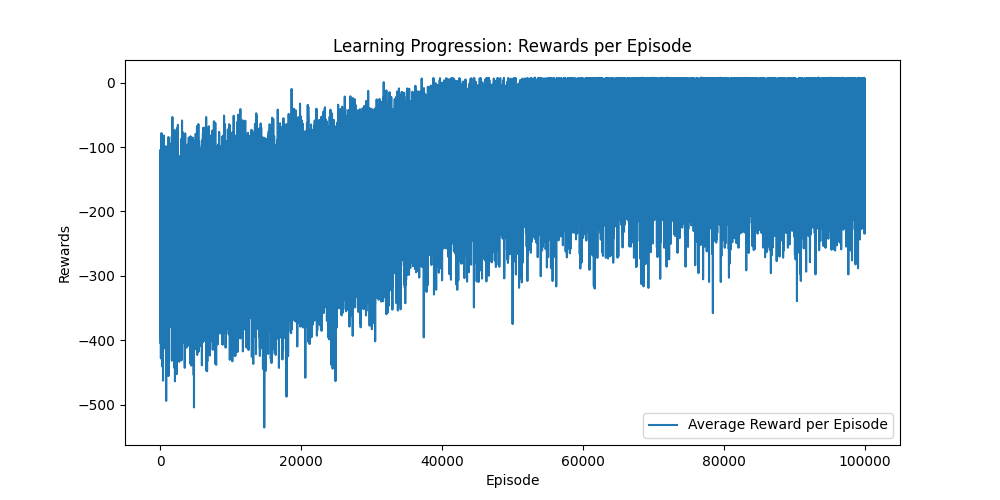 Learning Progression: Rewards per Episode
Rewards
0
−100
−200
−300
−400
−500
Average Reward per Episode
0 20000 40000 60000 80000 100000
Episode